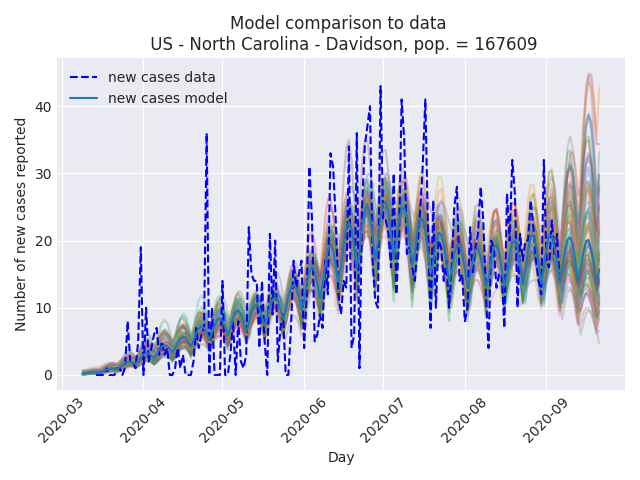 Model comparison to data
US - North Carolina - Davidson, pop. = 167609
new cases data
new cases model
Number of new cases reported
40
30
20
10
0
2020-03
2020-04
2020-05
2020-06
2020-07
2020-08
2020-09
Day